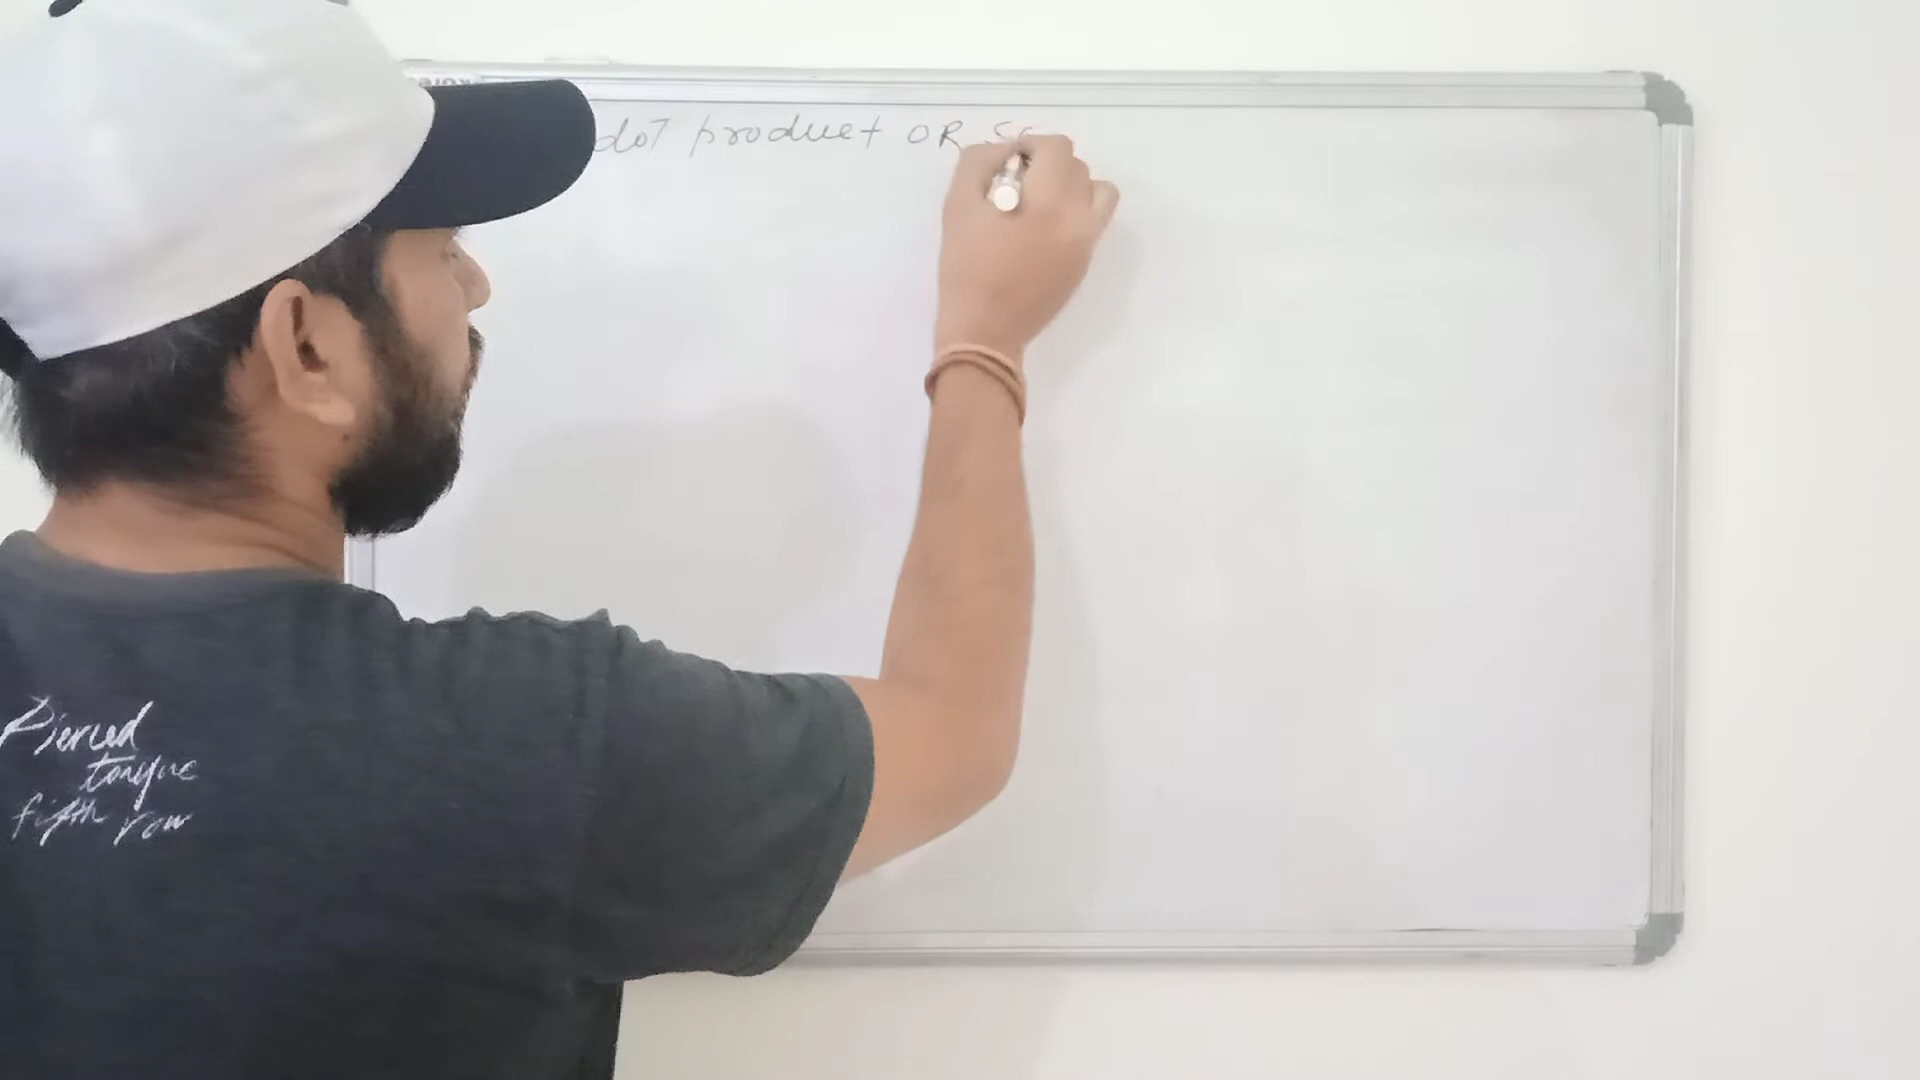 doT product OR
Pierced
tongue
fifth row